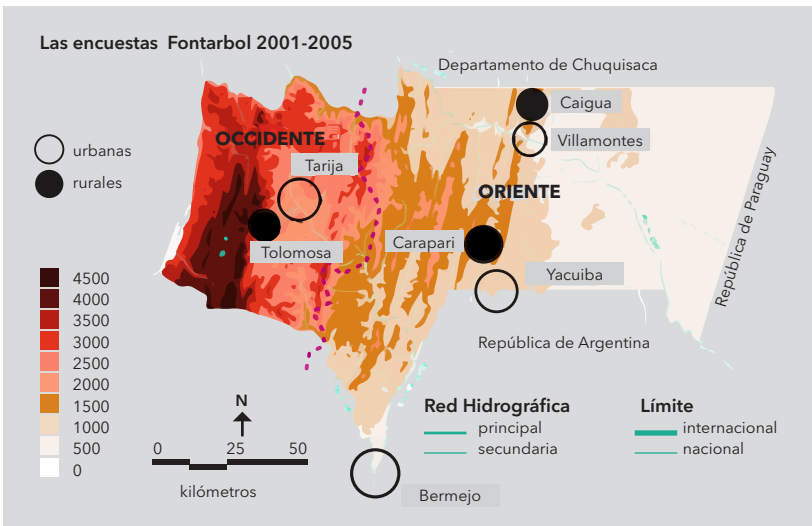 Las encuestas Fontarbol 2001-2005
Departamento de Chuquisaca
Caigua
Villamontes
urbanas
rurales
OCCIDENTE
Tarija
ORIENTE
Tolomosa
Carapari
Yacuiba
República de Paraguay
República de Argentina
4500
4000
3500
3000
2500
2000
1500
1000
500
0
N
0 25 50
kilómetros
Red Hidrográfica
principal
secundaria
Límite
internacional
nacional
Bermejo